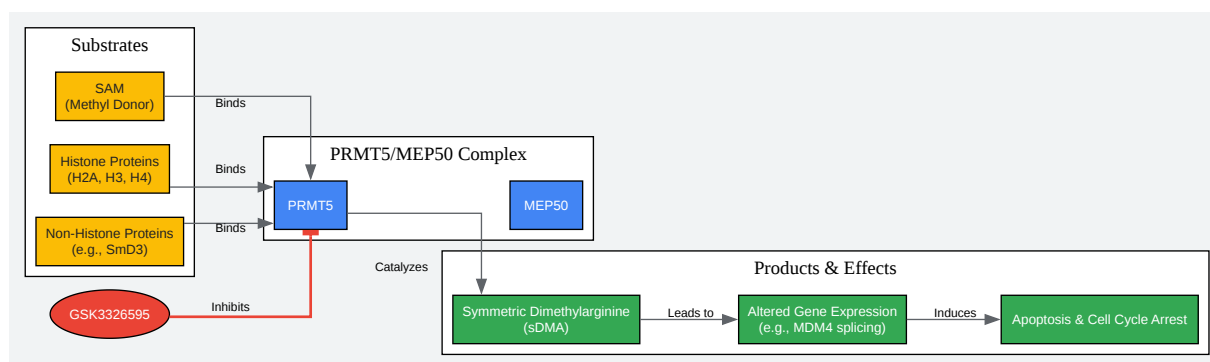 Substrates
SAM
(Methyl Donor)
Binds
Histone Proteins
(H2A, H3, H4)
Binds
Non-Histone Proteins
(e.g., SmD3)
Binds
GSK3326595
Inhibits
PRMT5/MEP50 Complex
PRMT5
MEP50
Catalyzes
Products & Effects
Symmetric Dimethylarginine
(sDMA)
Leads to
Altered Gene Expression
(e.g., MDM4 splicing)
Induces
Apoptosis & Cell Cycle Arrest